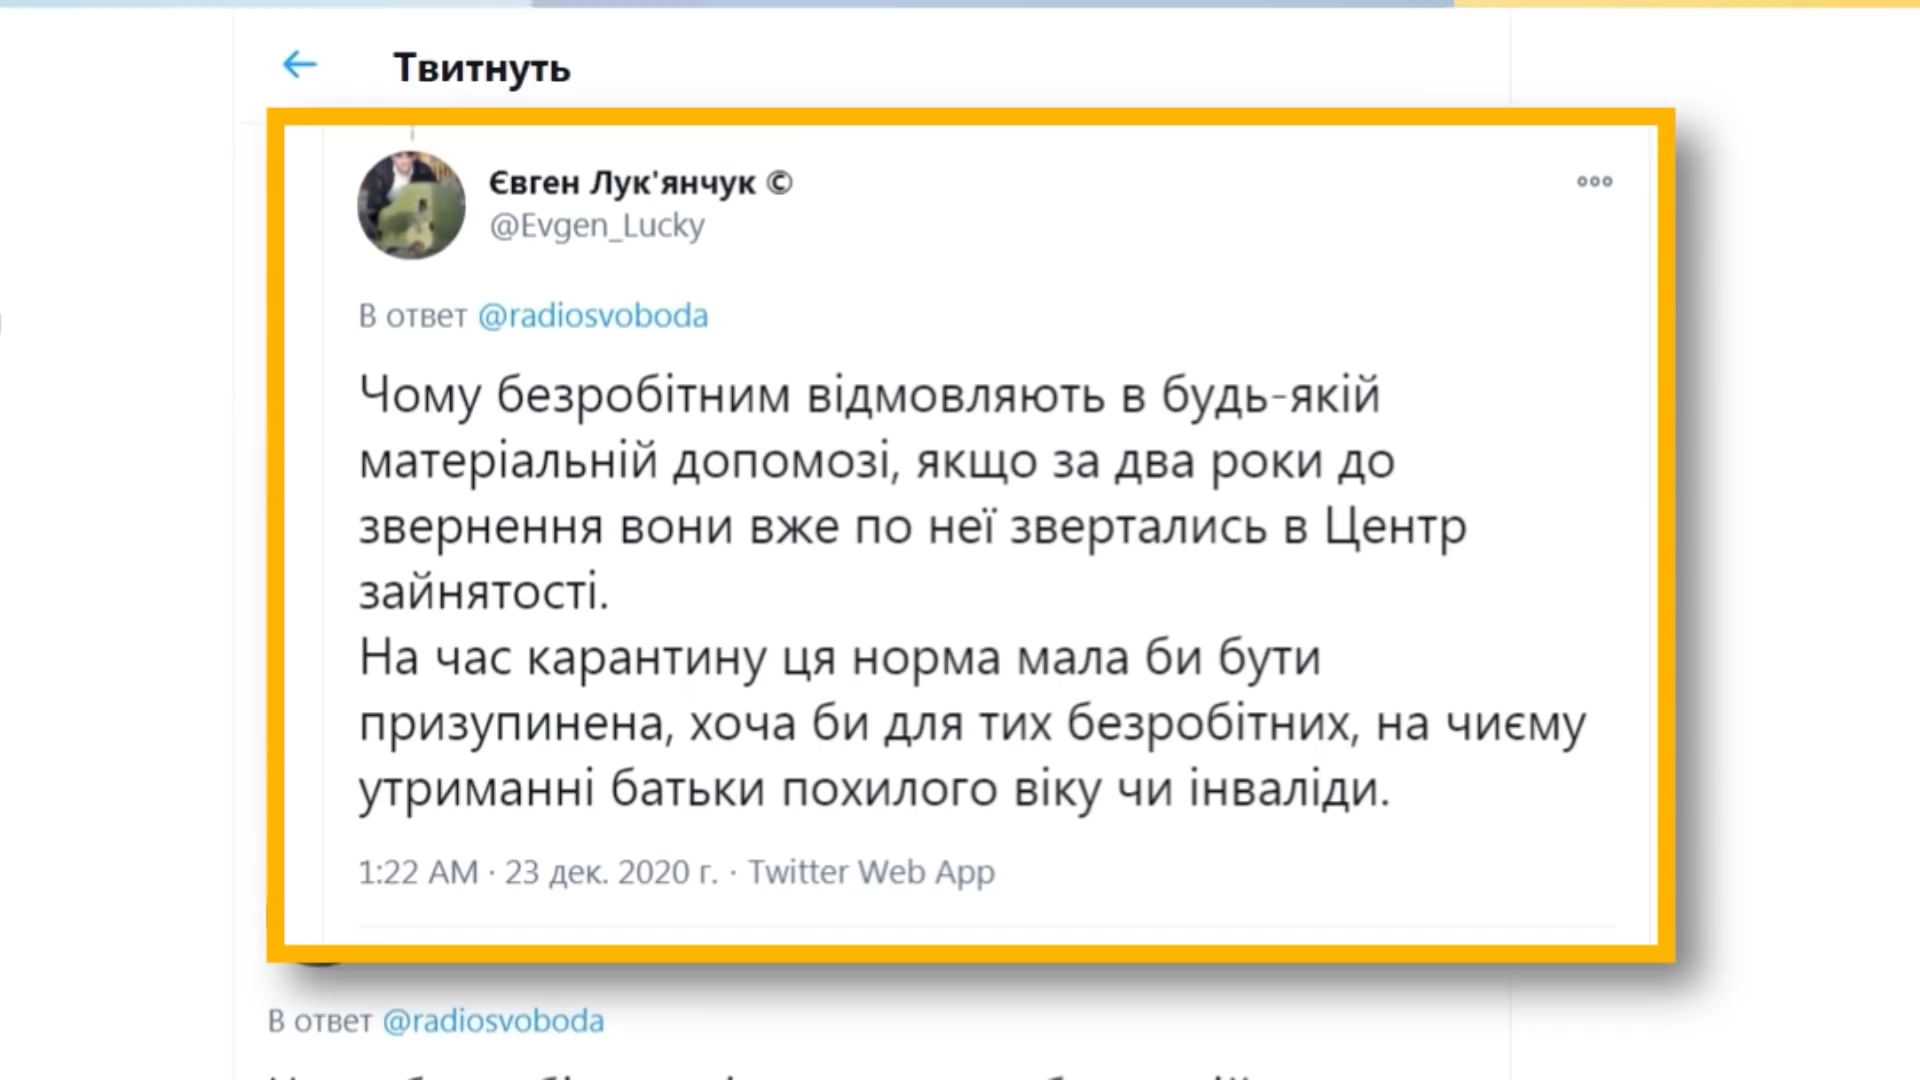 Твитнуть
Євген Лук'янчук ©
@Evgen_Lucky
В ответ @radiosvoboda
Чому безробітним відмовляють в будь-якій
матеріальній допомозі, якщо за два роки до
звернення вони вже по неї звертались в Центр
зайнятості.
На час карантину ця норма мала би бути
призупинена, хоча би для тих безробітних, на чиєму
утриманні батьки похилого віку чи інваліди.
1:22 AM · 23 дек. 2020 г. · Twitter Web App
В ответ @radiosvoboda